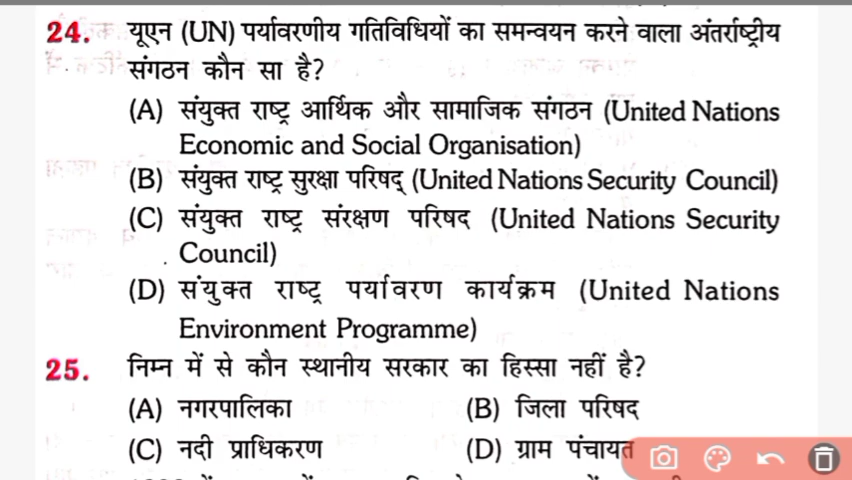 24. यूएन (UN) पर्यावरणीय गतिविधियों का समन्वयन करने वाला अंतर्राष्ट्रीय
संगठन कौन सा है?
(A) संयुक्त राष्ट्र आर्थिक और सामाजिक संगठन (United Nations
Economic and Social Organisation)
(B) संयुक्त राष्ट्र सुरक्षा परिषद् (United Nations Security Council)
(C) संयुक्त राष्ट्र संरक्षण परिषद (United Nations Security
Council)
(D) संयुक्त राष्ट्र पर्यावरण कार्यक्रम (United Nations
Environment Programme)
25. निम्न में से कौन स्थानीय सरकार का हिस्सा नहीं है?
(A) नगरपालिका (B) जिला परिषद
(C) नदी प्राधिकरण (D) ग्राम पंचायत